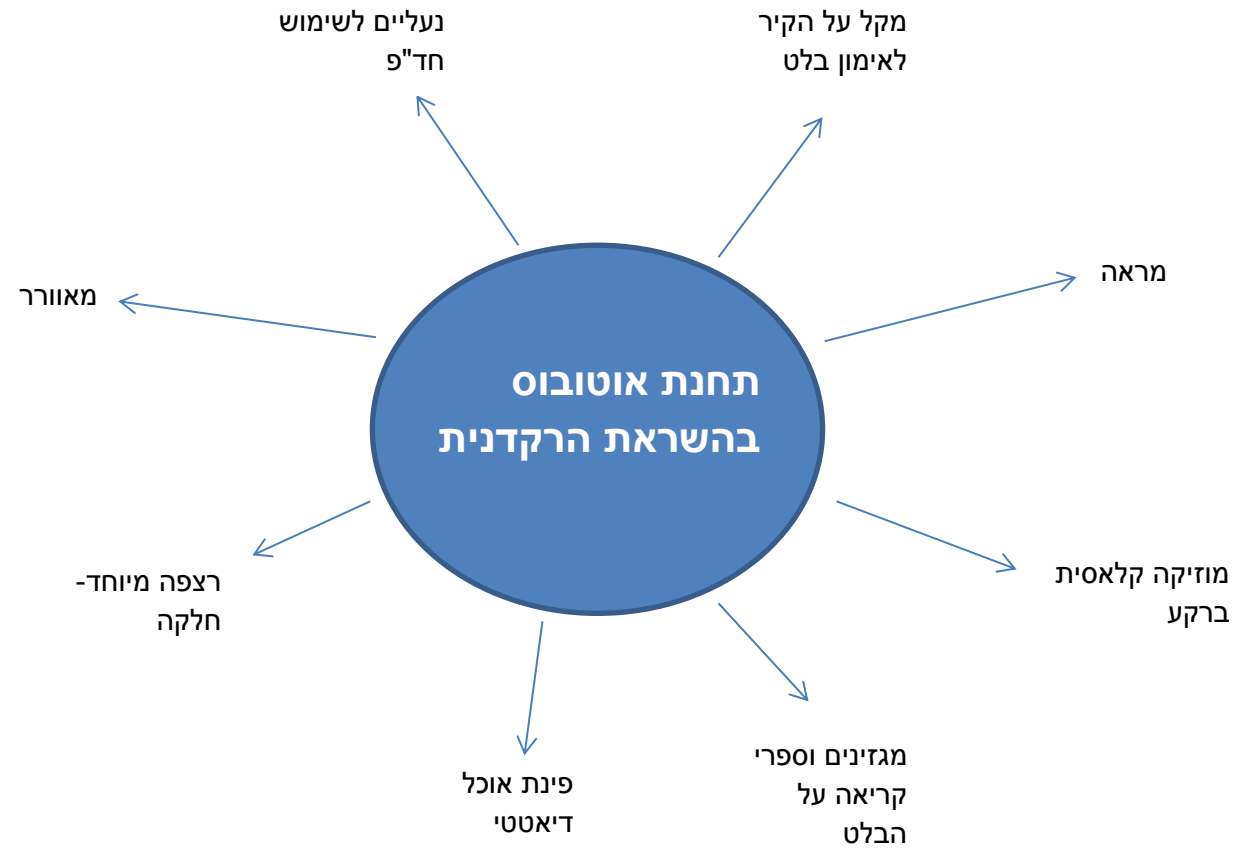 מקל על הקיר
לאימון בלט
נעליים לשימוש
חד"פ
מראה
מאוורר
תחנת אוטובוס
בהשראת הרקדנית
מוזיקה קלאסית
ברקע
רצפה מיוחד-
חלקה
מגזינים וספרי
קריאה על
הבלט
פינת אוכל
דיאטטי